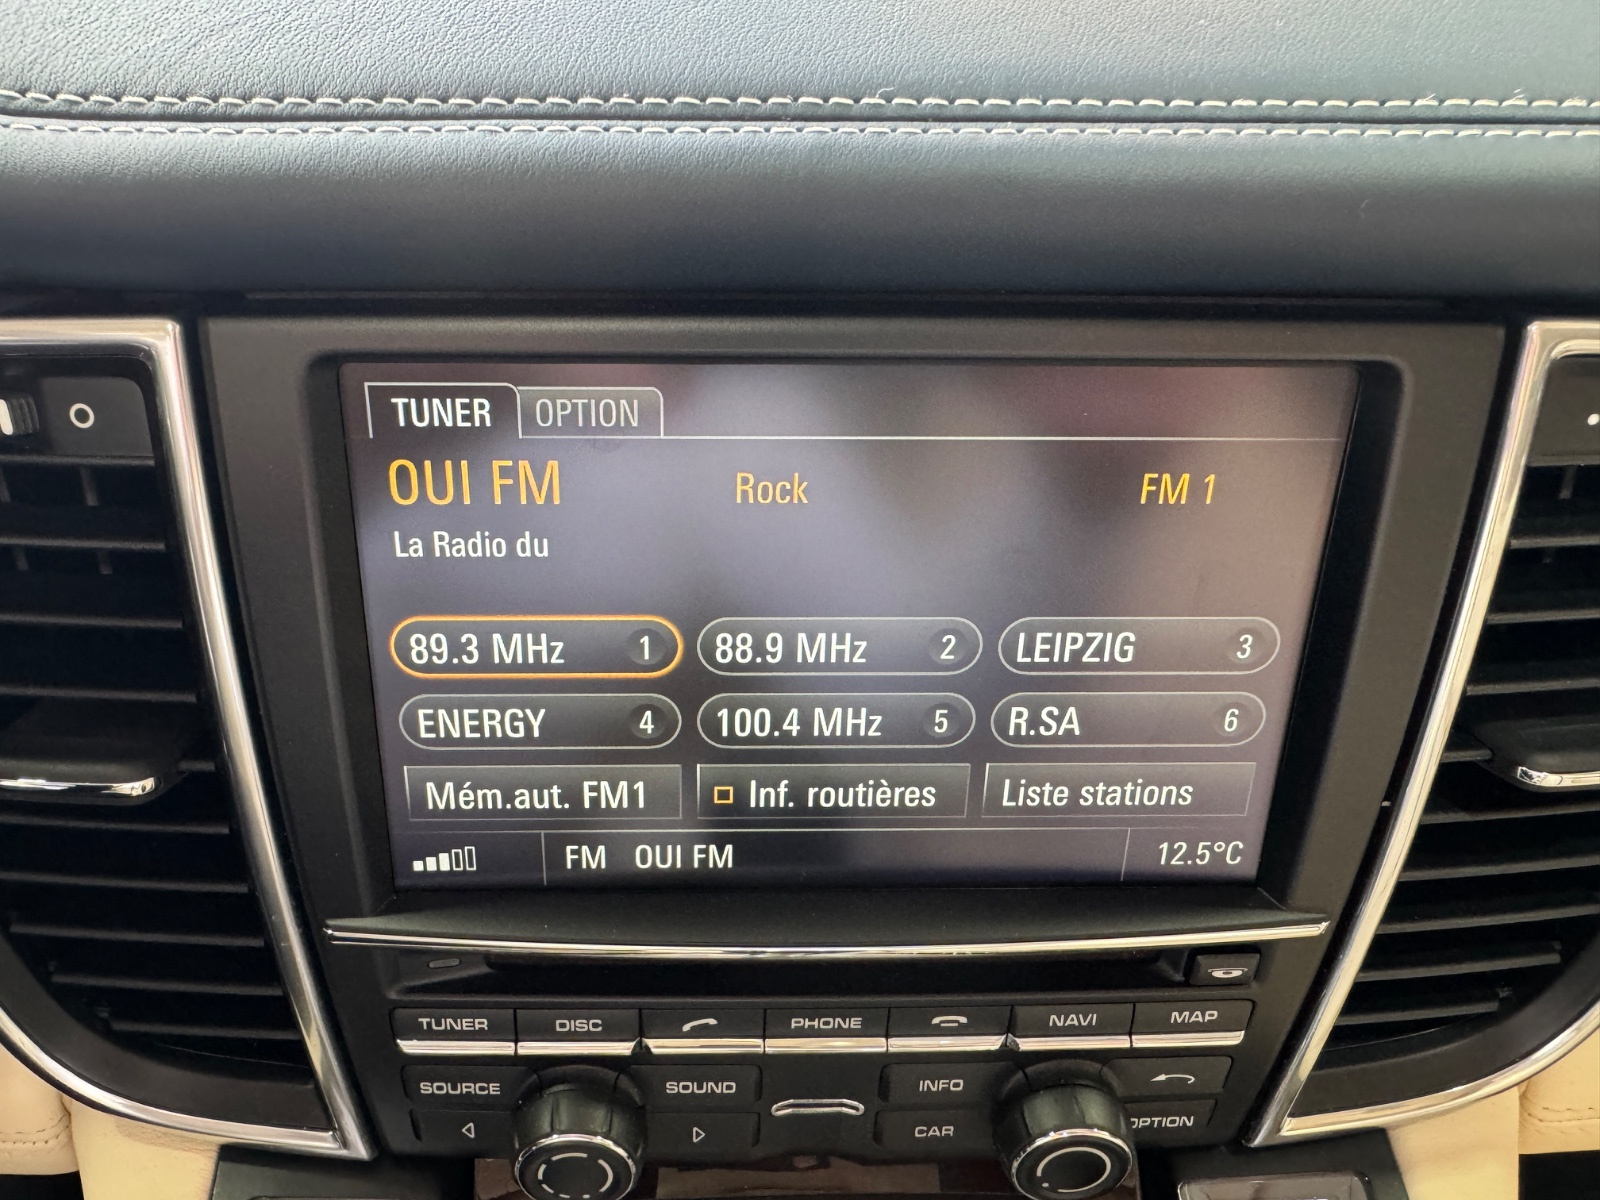 TUNER OPTION
OUI FM Rock FM 1
La Radio du
89.3 MHz 1 88.9 MHz 2 LEIPZIG 3
ENERGY 4 100.4 MHz 5 R.SA 6
Mém.aut. FM1 Inf. routières Liste stations
FM OUI FM 12.5°C
TUNER DISC PHONE NAVI MAP
SOURCE SOUND INFO
CAR OPTION